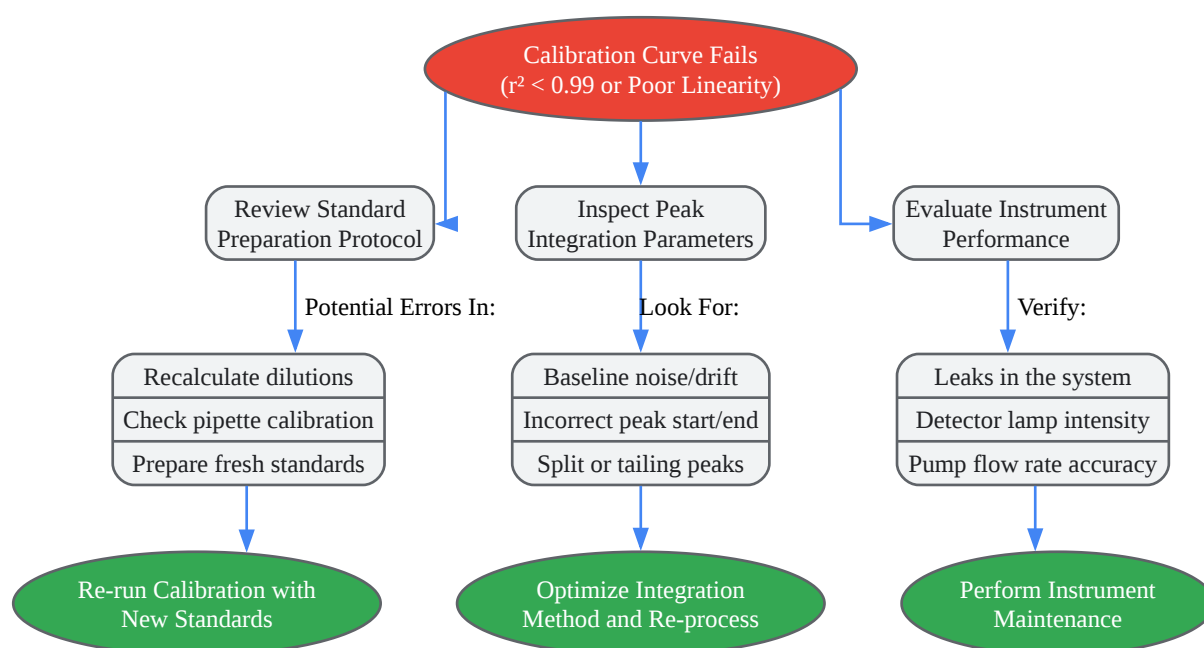 Calibration Curve Fails
(r² < 0.99 or Poor Linearity)
Review Standard
Preparation Protocol
Inspect Peak
Integration Parameters
Evaluate Instrument
Performance
Potential Errors In:
Look For:
Verify:
Recalculate dilutions
Check pipette calibration
Prepare fresh standards
Baseline noise/drift
Incorrect peak start/end
Split or tailing peaks
Leaks in the system
Detector lamp intensity
Pump flow rate accuracy
Re-run Calibration with
New Standards
Optimize Integration
Method and Re-process
Perform Instrument
Maintenance